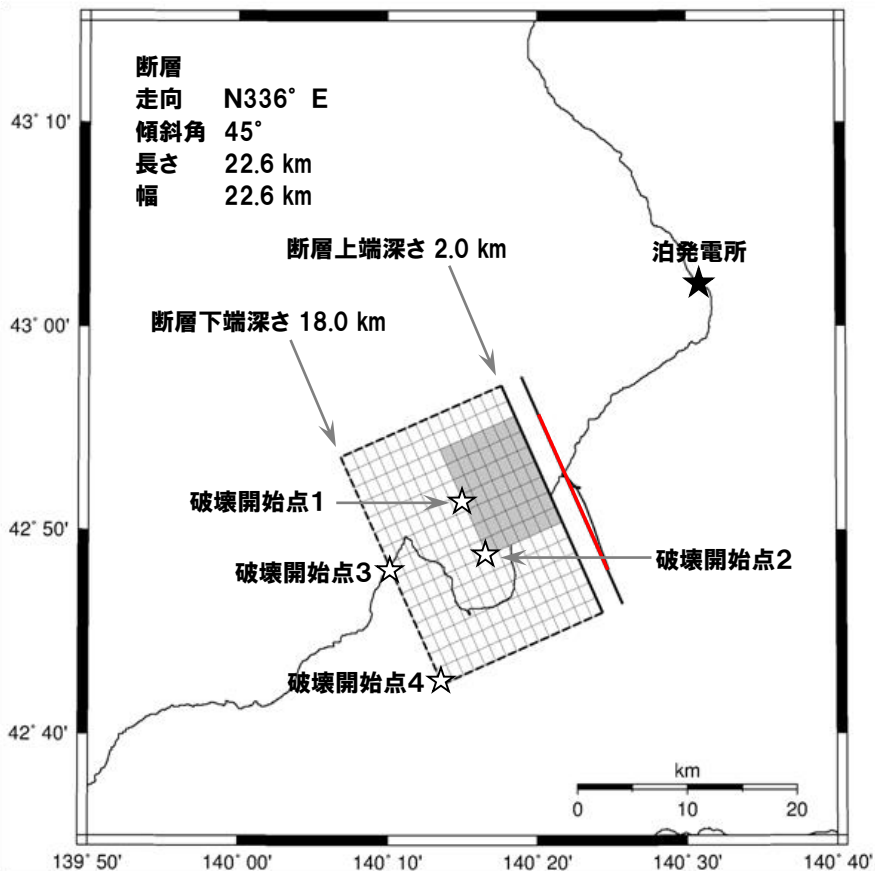 断層
走向 N336° E
傾斜角 45°
長さ 22.6 km
幅 22.6 km
43° 10'
断層上端深さ 2.0 km
泊発電所
断層下端深さ 18.0 km
43° 00'
破壊開始点1
42° 50'
破壊開始点2
破壊開始点3
破壊開始点4
42° 40'
km
0 10 20
139° 50' 140° 00' 140° 10' 140° 20' 140° 30' 140° 40'